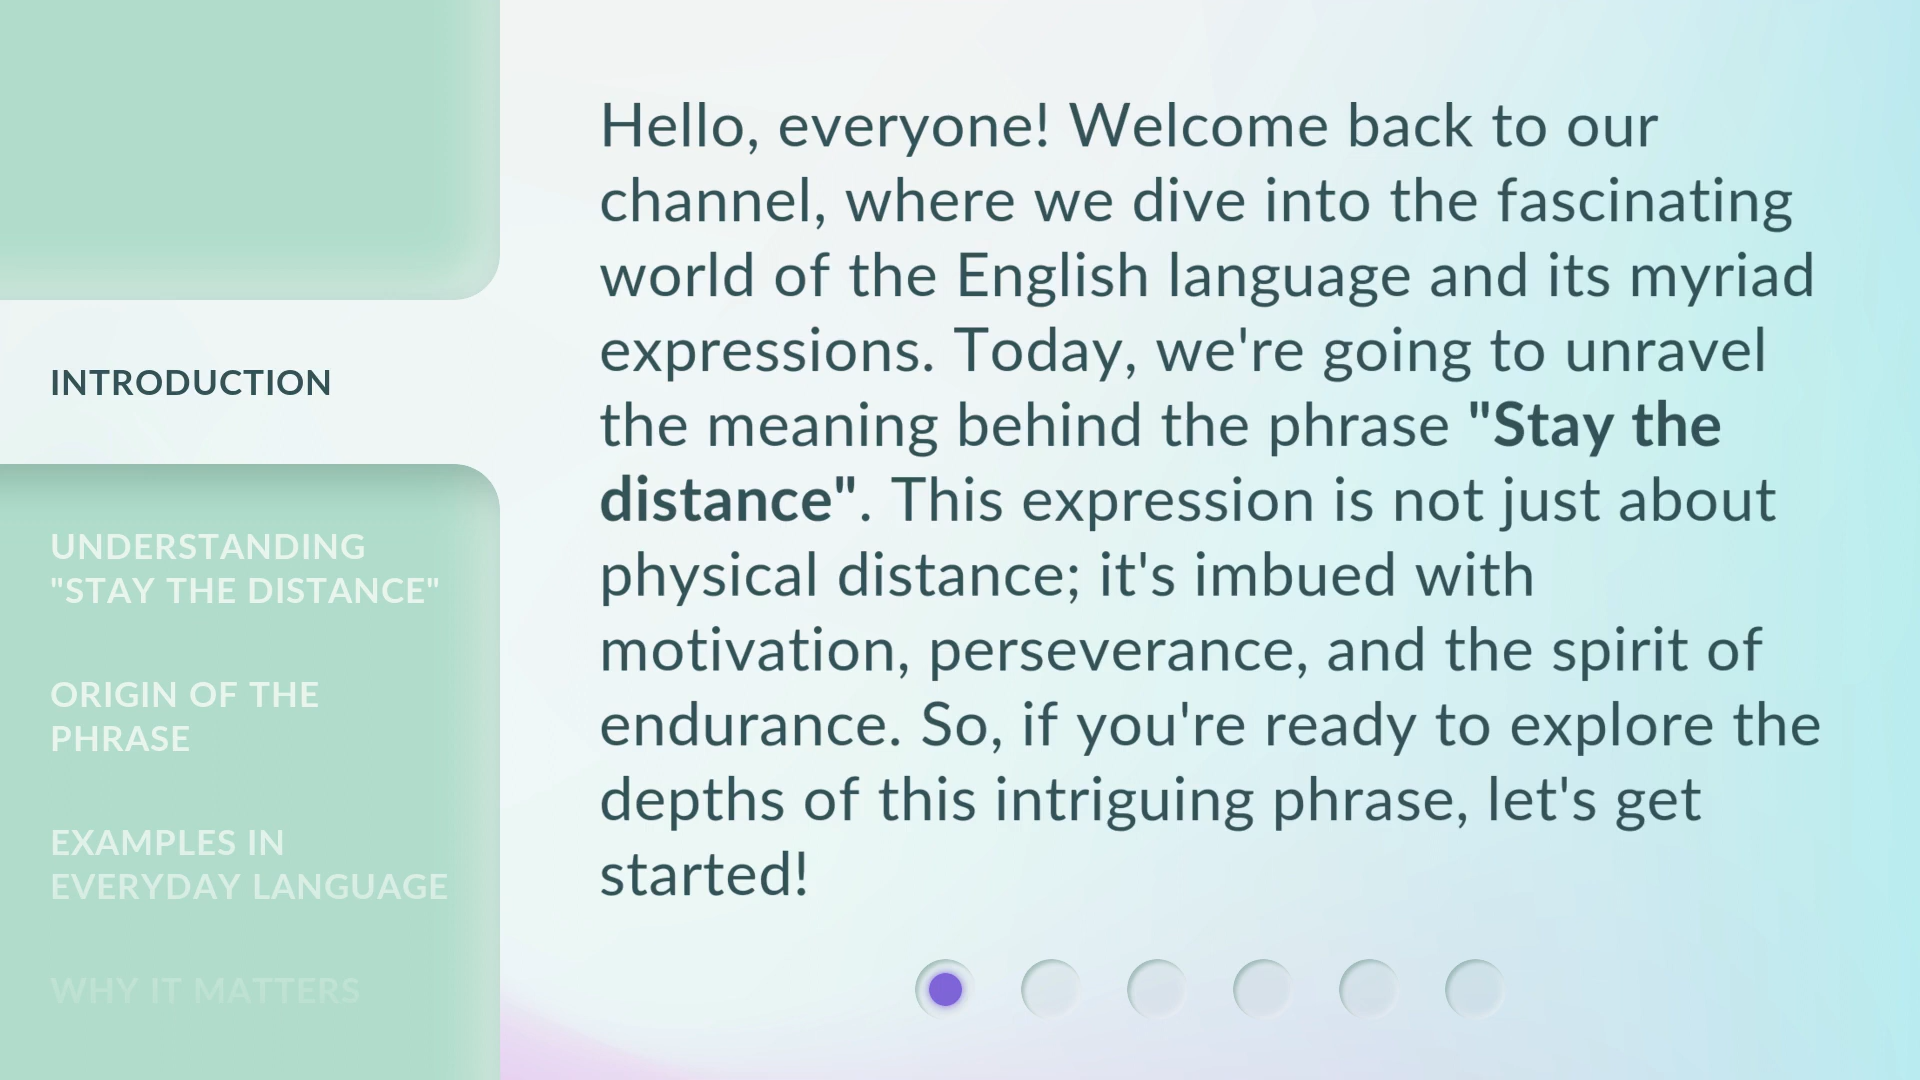 INTRODUCTION
UNDERSTANDING
"STAY THE DISTANCE"
ORIGIN OF THE
PHRASE
EXAMPLES IN
EVERYDAY LANGUAGE
WHY IT MATTERS
Hello, everyone! Welcome back to our
channel, where we dive into the fascinating
world of the English language and its myriad
expressions. Today, we're going to unravel
the meaning behind the phrase "Stay the
distance". This expression is not just about
physical distance; it's imbued with
motivation, perseverance, and the spirit of
endurance. So, if you're ready to explore the
depths of this intriguing phrase, let's get
started!